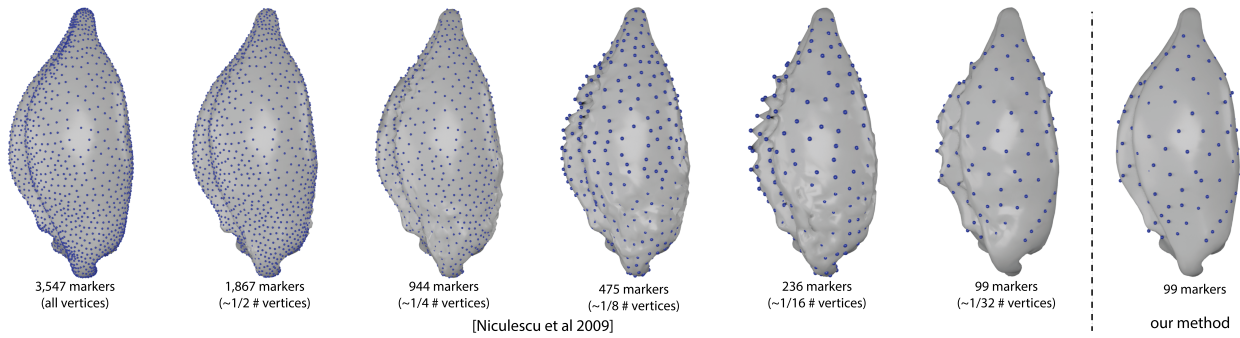 3,547 markers
(all vertices)
1,867 markers
(~1/2 # vertices)
944 markers
(~1/4 # vertices)
475 markers
(~1/8 # vertices)
236 markers
(~1/16 # vertices)
99 markers
(~1/32 # vertices)
99 markers
[Niculescu et al 2009]
our method